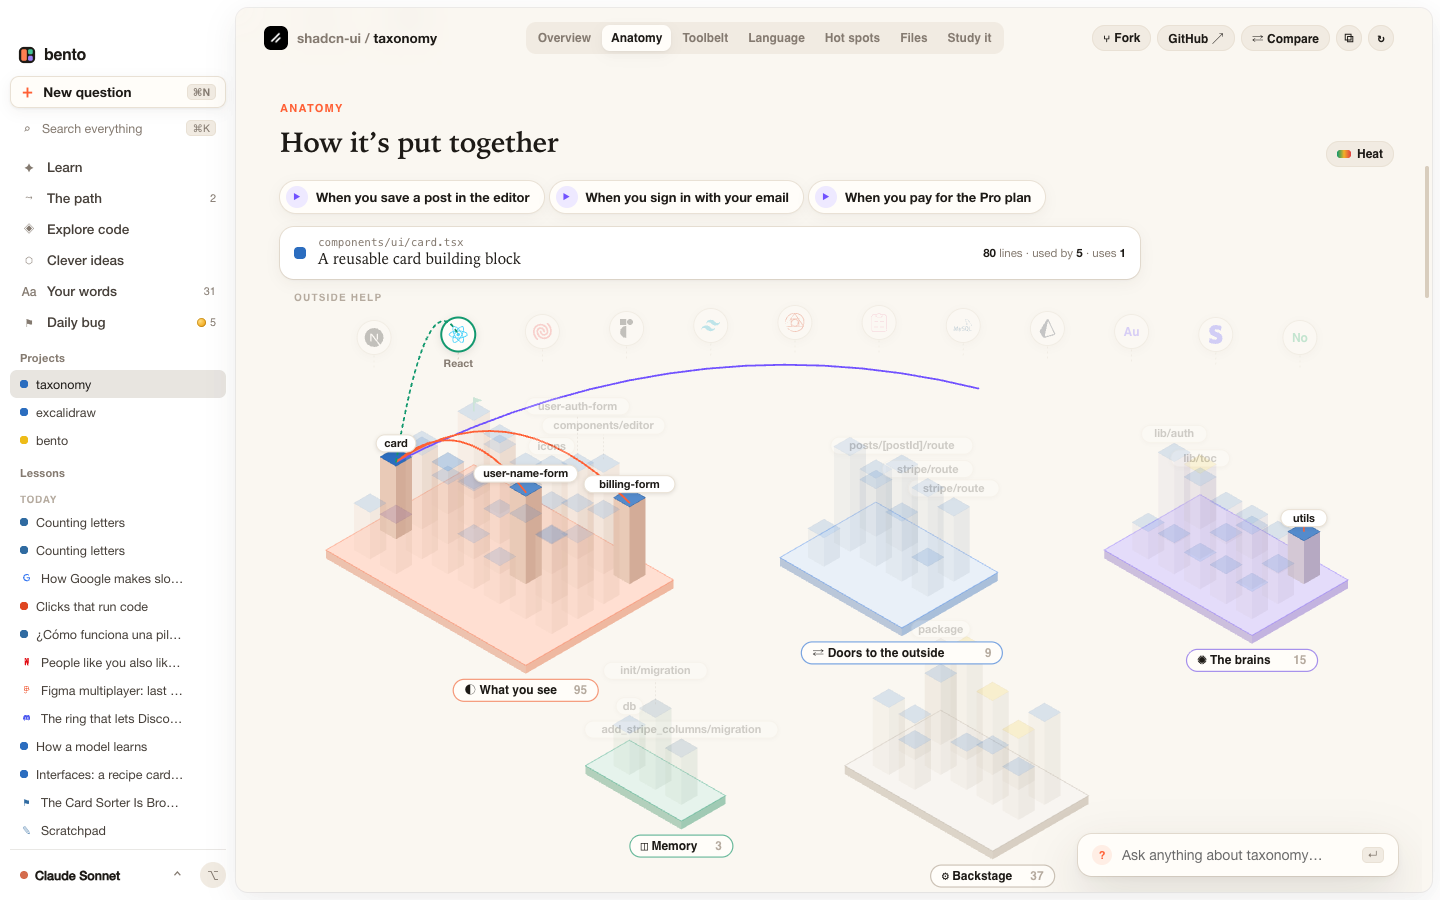 bento
New question ⌘N
Search everything ⌘K
Learn
The path 2
Explore code
Clever ideas
Aa Your words 31
Daily bug 5
Projects
taxonomy
excalidraw
bento
Lessons
TODAY
Counting letters
Counting letters
How Google makes slo…
Clicks that run code
¿Cómo funciona una pil…
People like you also lik…
Figma multiplayer: last …
The ring that lets Disco…
How a model learns
Interfaces: a recipe card…
The Card Sorter Is Bro…
Scratchpad
Claude Sonnet
shadcn-ui / taxonomy
Overview Anatomy Toolbelt Language Hot spots Files Study it
Fork GitHub ↗ Compare
ANATOMY
How it’s put together
Heat
When you save a post in the editor When you sign in with your email When you pay for the Pro plan
components/ui/card.tsx
A reusable card building block
80 lines · used by 5 · uses 1
OUTSIDE HELP
N MySQL Au S No
React
user-auth-form
components/editor
icons
card
user-name-form
billing-form
posts/[postId]/route
stripe/route
stripe/route
lib/auth
lib/toc
utils
What you see 95
package
Doors to the outside 9
The brains 15
init/migration
db
add_stripe_columns/migration
Memory 3
Backstage 37
? Ask anything about taxonomy…